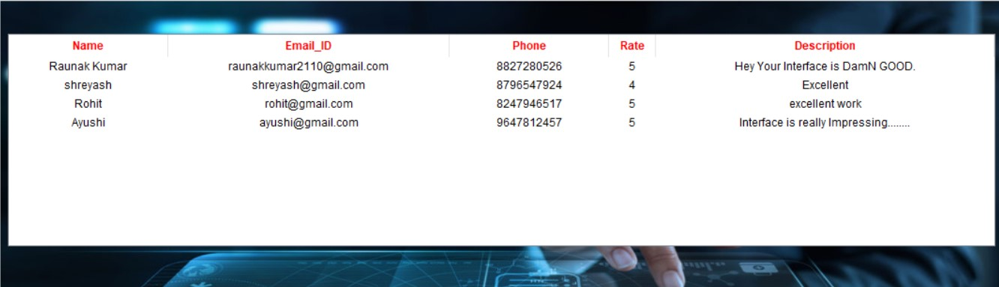 Name Email_ID Phone Rate Description
Raunak Kumar raunakkumar2110@gmail.com 8827280526 5 Hey Your Interface is DamN GOOD.
shreyash shreyash@gmail.com 8796547924 4 Excellent
Rohit rohit@gmail.com 8247946517 5 excellent work
Ayushi ayushi@gmail.com 9647812457 5 Interface is really Impressing........